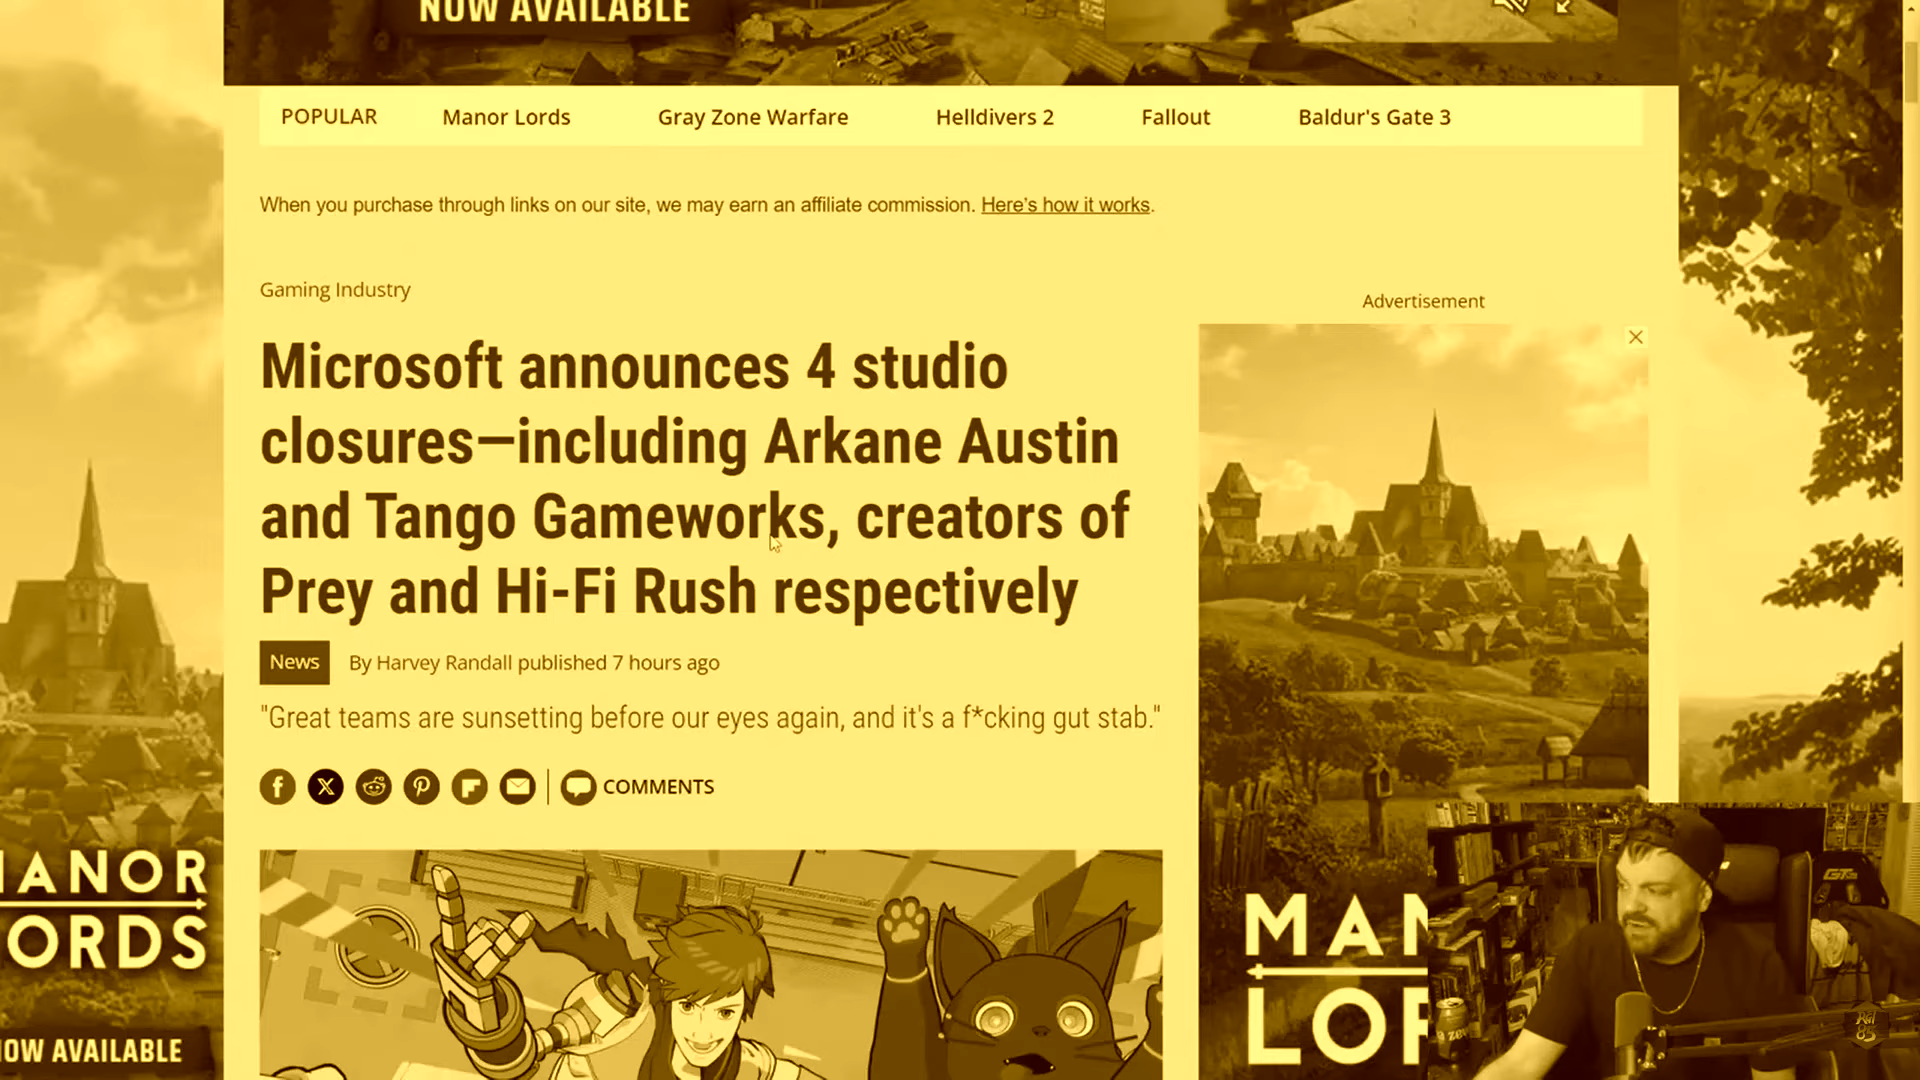 NOW AVAILABLE
POPULAR Manor Lords Gray Zone Warfare Helldivers 2 Fallout Baldur's Gate 3
When you purchase through links on our site, we may earn an affiliate commission. Here's how it works.
Gaming Industry
Advertisement
Microsoft announces 4 studio
closures—including Arkane Austin
and Tango Gameworks, creators of
Prey and Hi-Fi Rush respectively
News By Harvey Randall published 7 hours ago
"Great teams are sunsetting before our eyes again, and it's a f*cking gut stab."
COMMENTS
MANOR
LORDS
NOW AVAILABLE
MAN
LOR